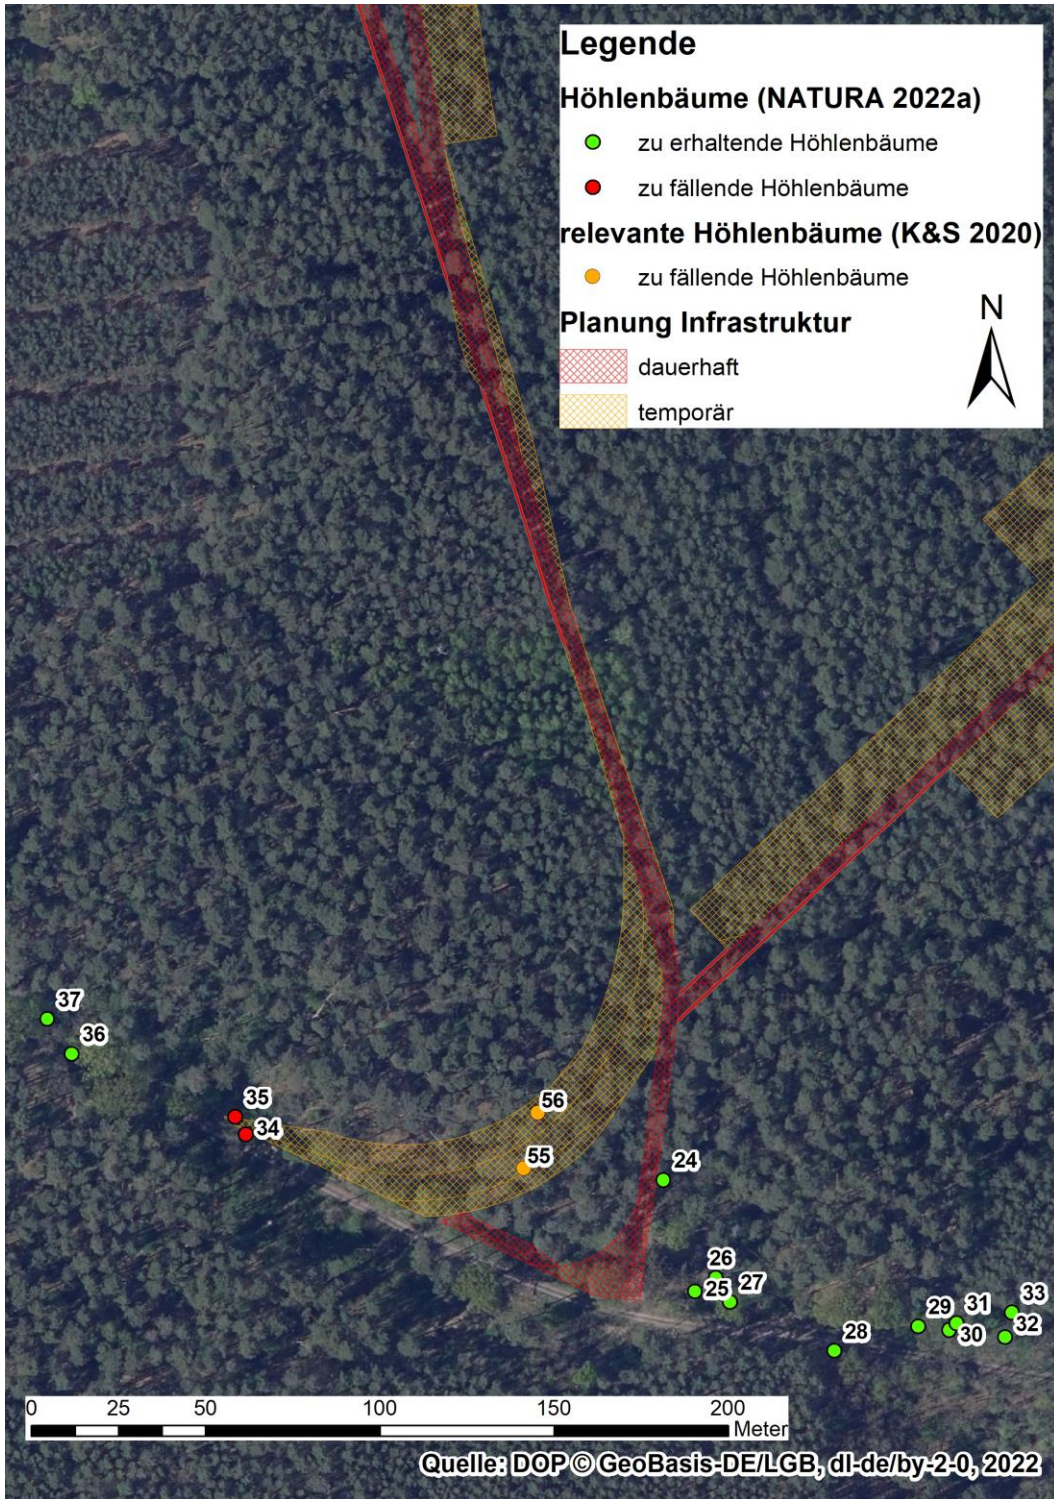 Legende
Höhlenbäume (NATURA 2022a)
zu erhaltende Höhlenbäume
zu fällende Höhlenbäume
relevante Höhlenbäume (K&S 2020)
zu fällende Höhlenbäume
Planung Infrastruktur
N
dauerhaft
temporär
37
36
35
34
56
55
24
26
25
27
28
29
31
30
33
32
0 25 50 100 150 200
Meter
Quelle: DOP © GeoBasis-DE/LGB, dl-de/by-2-0, 2022